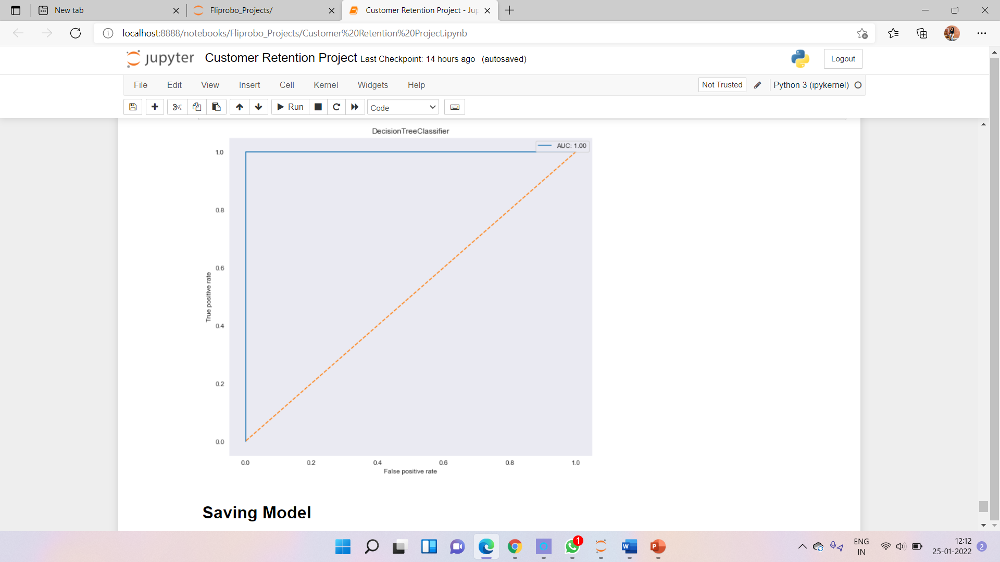 New tab
Fliprobo_Projects/
Customer Retention Project - Jup
localhost:8888/notebooks/Fliprobo_Projects/Customer%20Retention%20Project.ipynb
jupyter Customer Retention Project Last Checkpoint: 14 hours ago (autosaved)
Logout
File Edit View Insert Cell Kernel Widgets Help
Not Trusted
Python 3 (ipykernel)
Run
Code
DecisionTreeClassifier
AUC: 1.00
1.0
0.8
0.6
0.4
0.2
0.0
True positive rate
0.0 0.2 0.4 0.6 0.8 1.0
False positive rate
Saving Model
1
W
P
ENG
IN
12:12
25-01-2022
2